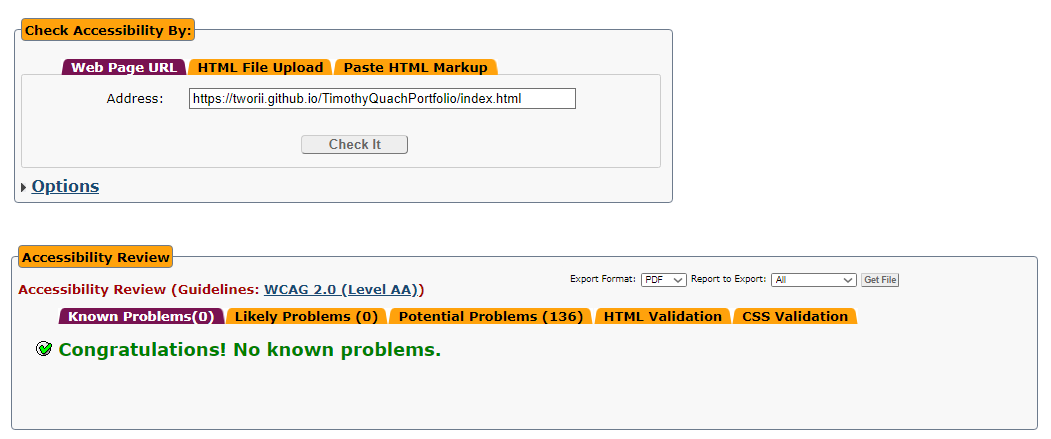 Check Accessibility By:
Web Page URL HTML File Upload Paste HTML Markup
Address: https://tworii.github.io/TimothyQuachPortfolio/index.html
Check It
Options
Accessibility Review
Export Format: PDF Report to Export: All Get File
Accessibility Review (Guidelines: WCAG 2.0 (Level AA))
Known Problems(0) Likely Problems (0) Potential Problems (136) HTML Validation CSS Validation
Congratulations! No known problems.